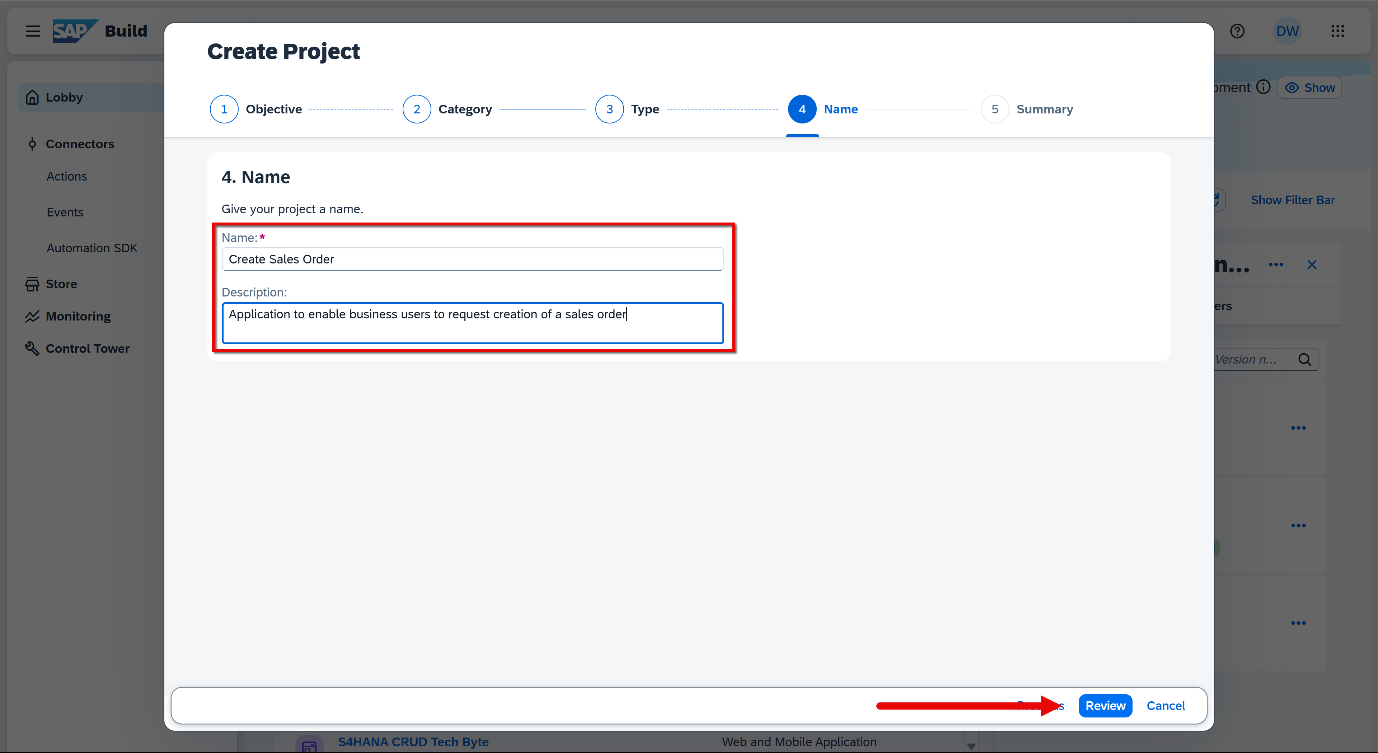 SAP Build
DW
Create Project
1 Objective
2 Category
3 Type
4 Name
5 Summary
Show
Lobby
Connectors
Actions
Events
Automation SDK
Store
Monitoring
Control Tower
Show Filter Bar
4. Name
Give your project a name.
Name:*
Create Sales Order
Description:
Application to enable business users to request creation of a sales order
n...
Version n...
Review
Cancel
S4HANA CRUD Tech Byte
Web and Mobile Application